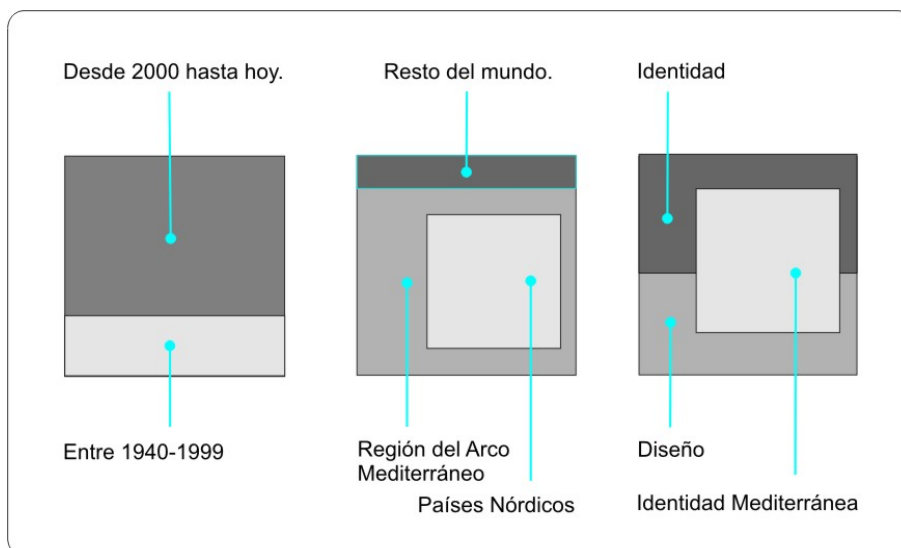 Desde 2000 hasta hoy.
Resto del mundo.
Identidad
Entre 1940-1999
Región del Arco
Mediterráneo
Países Nórdicos
Diseño
Identidad Mediterránea